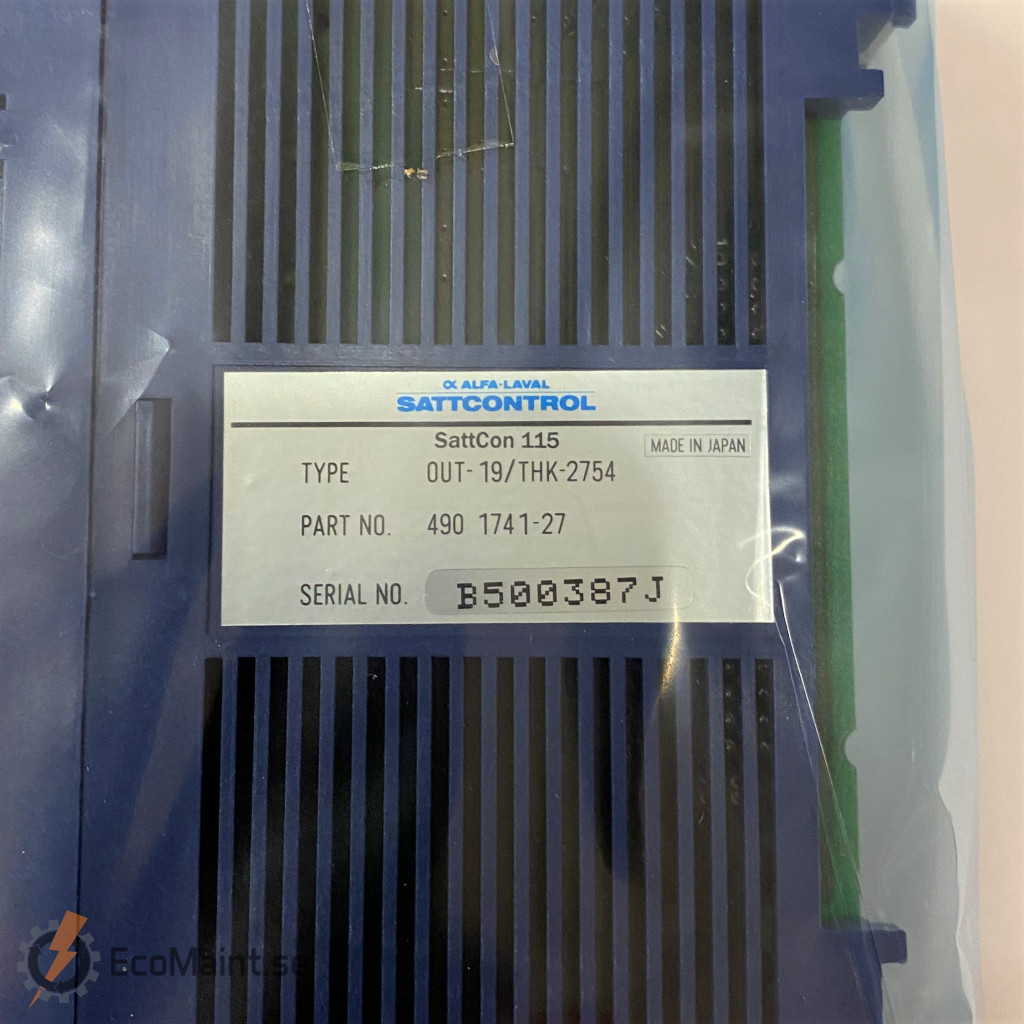 α ALFA-LAVAL
SATTCONTROL
SattCon 115
MADE IN JAPAN
TYPE OUT-19/THK-2754
PART NO. 490 1741-27
SERIAL NO. B500387J
EcoMaint.se